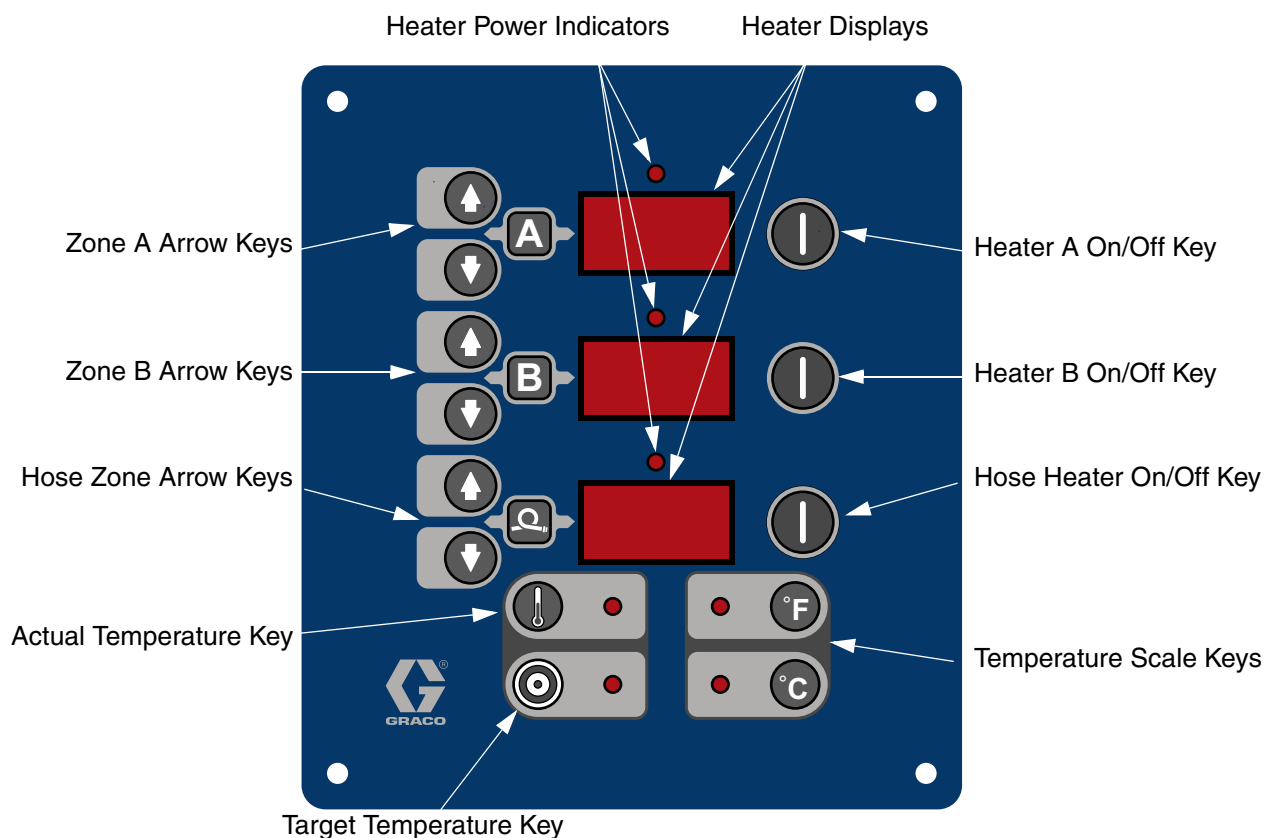 Heater Power Indicators
Heater Displays
Zone A Arrow Keys
A
Heater A On/Off Key
Zone B Arrow Keys
B
Heater B On/Off Key
Hose Zone Arrow Keys
Hose Heater On/Off Key
°F
Actual Temperature Key
Temperature Scale Keys
°C
®
GRACO
Target Temperature Key